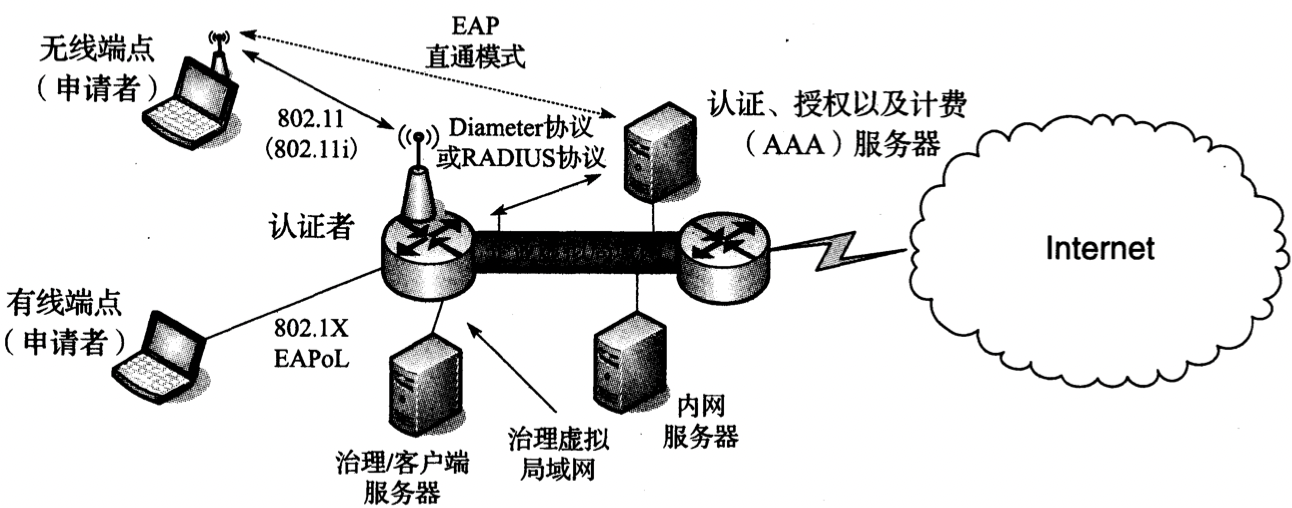 EAP
直通模式
无线端点
（申请者）
802.11
(802.11i)
Diameter协议
或RADIUS协议
认证、授权以及计费
（AAA）服务器
认证者
Internet
有线端点
（申请者）
802.1X
EAPoL
治理/客户端
服务器
治理虚拟
局域网
内网
服务器